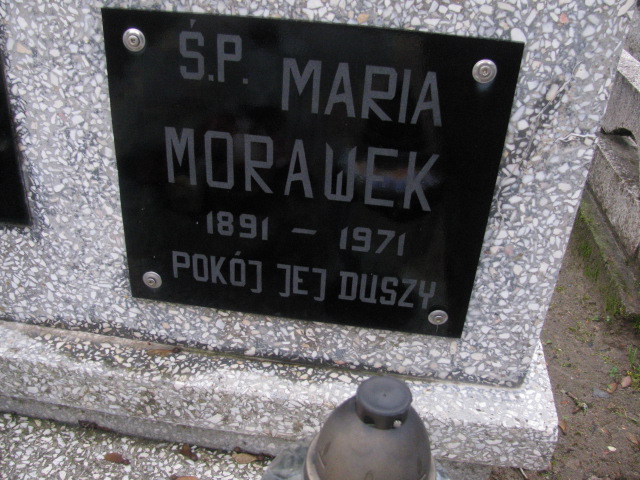 Ś.P. MARIA
MORAWEK
1891 – 1971
POKÓJ JEJ DUSZY